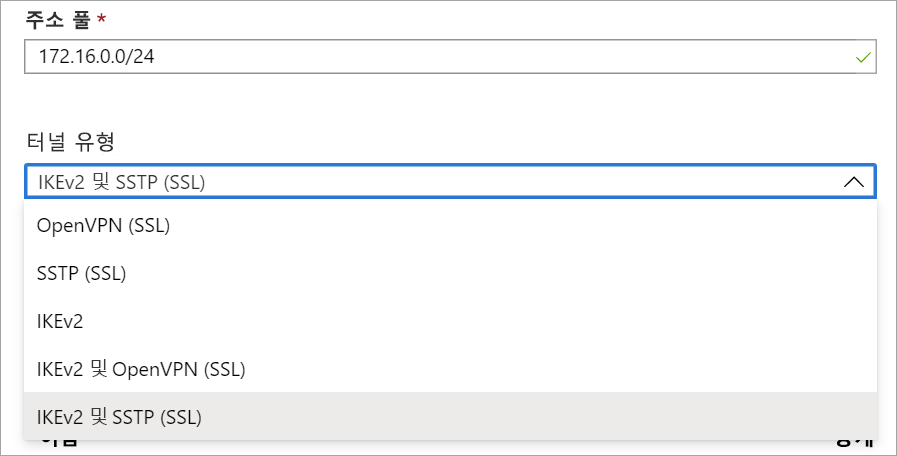 주소 풀 *
172.16.0.0/24
터널 유형
IKEv2 및 SSTP (SSL)
OpenVPN (SSL)
SSTP (SSL)
IKEv2
IKEv2 및 OpenVPN (SSL)
IKEv2 및 SSTP (SSL)